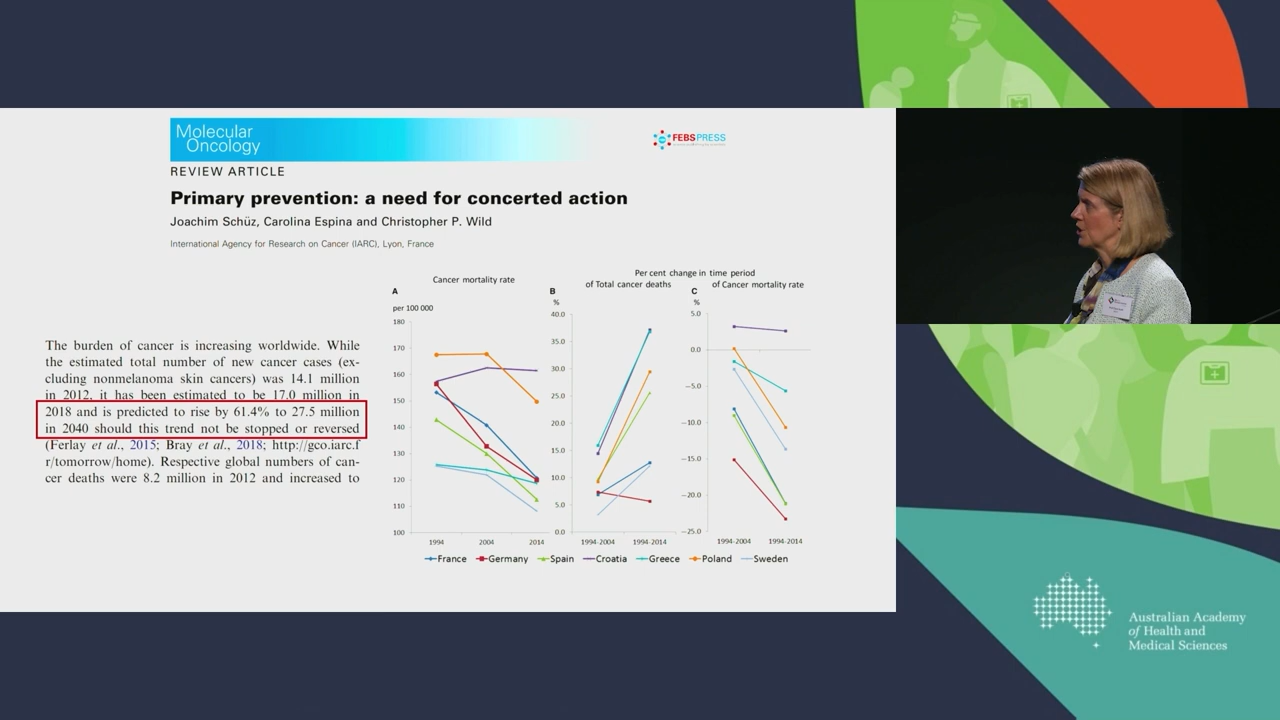 Molecular
Oncology
FEBSPRESS
REVIEW ARTICLE
Primary prevention: a need for concerted action
Joachim Schüz, Carolina Espina and Christopher P. Wild
International Agency for Research on Cancer (IARC), Lyon, France
The burden of cancer is increasing worldwide. While
the estimated total number of new cancer cases (ex-
cluding nonmelanoma skin cancers) was 14.1 million
in 2012, it has been estimated to be 17.0 million in
2018 and is predicted to rise by 61.4% to 27.5 million
in 2040 should this trend not be stopped or reversed
(Ferlay et al., 2015; Bray et al., 2018; http://gco.iarc.f
r/tomorrow/home). Respective global numbers of can-
cer deaths were 8.2 million in 2012 and increased to
Cancer mortality rate
A
per 100 000
180
170
160
150
140
130
120
110
100
1994
2004
2014
Per cent change in time period
of Total cancer deaths
of Cancer mortality rate
B
%
40.0
35.0
30.0
25.0
20.0
15.0
10.0
5.0
0.0
1994-2004
1994-2014
C
%
5.0
0.0
−5.0
−10.0
−15.0
−20.0
−25.0
1994-2004
1994-2014
France Germany Spain Croatia Greece Poland Sweden
Australian Academy
of Health and
Medical Sciences